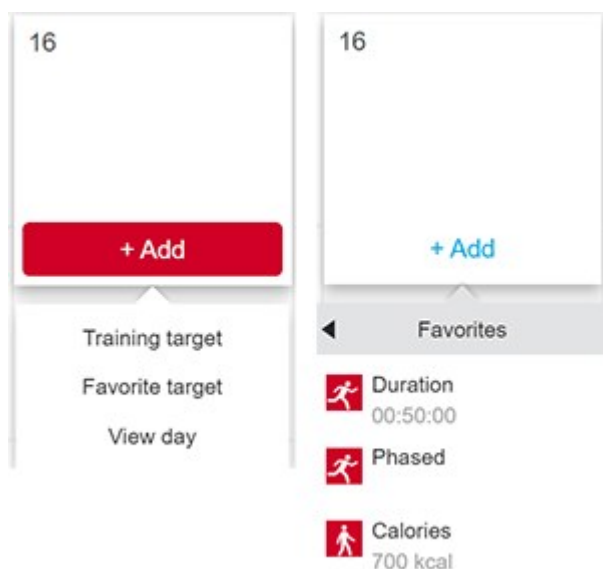 16
+ Add
Training target
Favorite target
View day
16
+ Add
Favorites
Duration
00:50:00
Phased
Calories
700 kcal